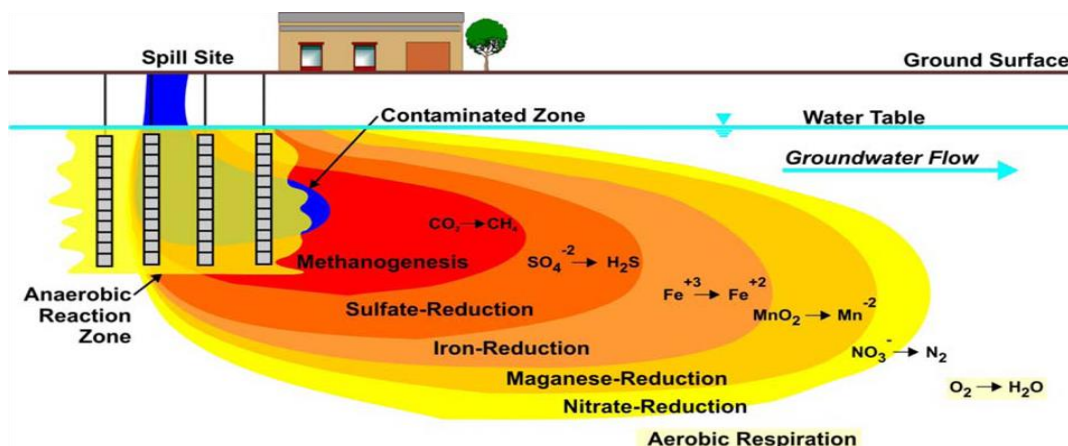 Spill Site
Ground Surface
Contaminated Zone
Water Table
Groundwater Flow
CO2→CH4
Methanogenesis
SO4-2→H2S
Anaerobic
Reaction
Zone
Sulfate-Reduction
Fe+3→Fe+2
MnO2→Mn-2
Iron-Reduction
NO3-→N2
Maganese-Reduction
O2→H2O
Nitrate-Reduction
Aerobic Respiration